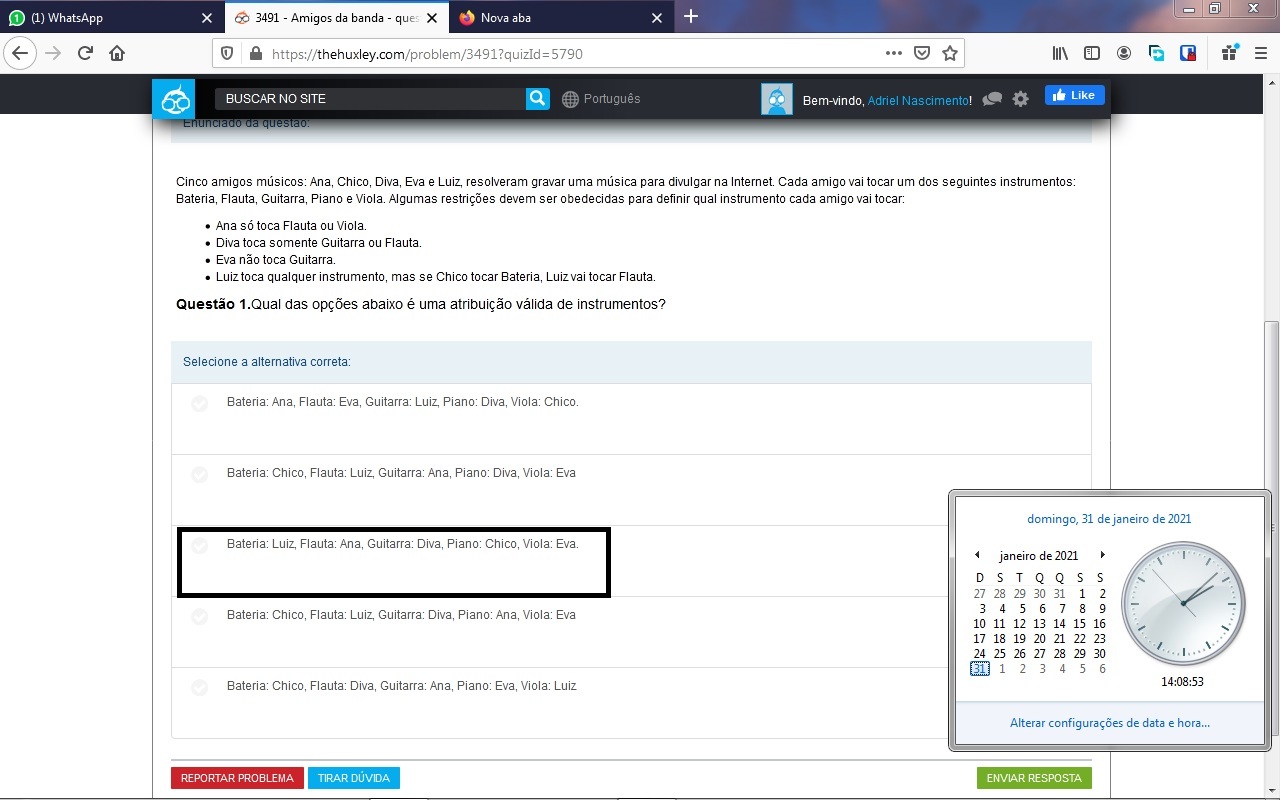 (1) WhatsApp
3491 - Amigos da banda - ques
Nova aba
https://thehuxley.com/problem/3491?quizId=5790
BUSCAR NO SITE
Português
Bem-vindo, Adriel Nascimento!
Like
Enunciado da questão:
Cinco amigos músicos: Ana, Chico, Diva, Eva e Luiz, resolveram gravar uma música para divulgar na Internet. Cada amigo vai tocar um dos seguintes instrumentos:
Bateria, Flauta, Guitarra, Piano e Viola. Algumas restrições devem ser obedecidas para definir qual instrumento cada amigo vai tocar:
• Ana só toca Flauta ou Viola.
• Diva toca somente Guitarra ou Flauta.
• Eva não toca Guitarra.
• Luiz toca qualquer instrumento, mas se Chico tocar Bateria, Luiz vai tocar Flauta.
Questão 1.Qual das opções abaixo é uma atribuição válida de instrumentos?
Selecione a alternativa correta:
Bateria: Ana, Flauta: Eva, Guitarra: Luiz, Piano: Diva, Viola: Chico.
Bateria: Chico, Flauta: Luiz, Guitarra: Ana, Piano: Diva, Viola: Eva
Bateria: Luiz, Flauta: Ana, Guitarra: Diva, Piano: Chico, Viola: Eva.
Bateria: Chico, Flauta: Luiz, Guitarra: Diva, Piano: Ana, Viola: Eva
Bateria: Chico, Flauta: Diva, Guitarra: Ana, Piano: Eva, Viola: Luiz
REPORTAR PROBLEMA
TIRAR DÚVIDA
ENVIAR RESPOSTA
domingo, 31 de janeiro de 2021
janeiro de 2021
D S T Q Q S S
27 28 29 30 31 1 2
3 4 5 6 7 8 9
10 11 12 13 14 15 16
17 18 19 20 21 22 23
24 25 26 27 28 29 30
31 1 2 3 4 5 6
14:08:53
Alterar configurações de data e hora...